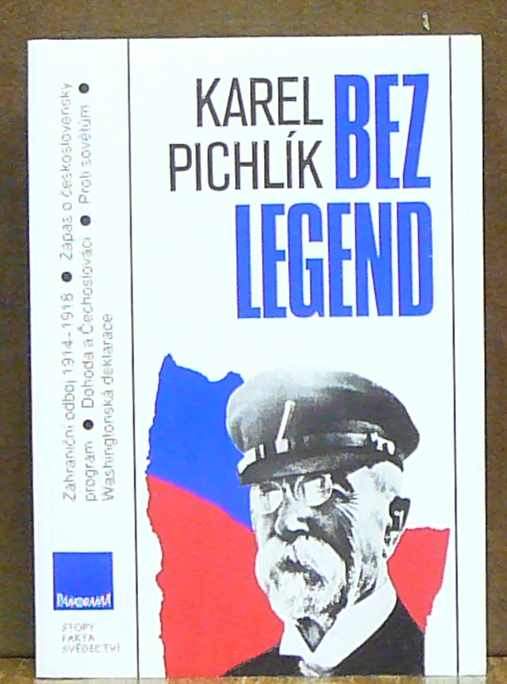 KAREL
PICHLÍK
BEZ
LEGEND
Zahraniční odboj 1914-1918 ● Zápas o československý
program ● Dohoda a Čechoslováci ● Proti sovětům ●
Washingtonská deklarace
PANORAMA
STOPY
FAKTA
SVĚDECTVÍ